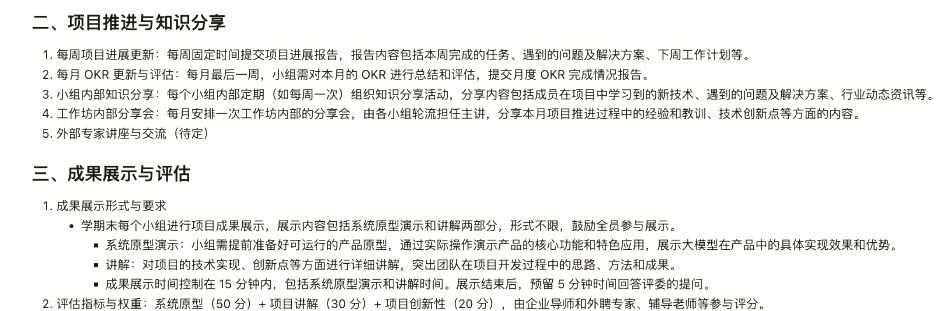 二、项目推进与知识分享
1. 每周项目进展更新：每周固定时间提交项目进展报告，报告内容包括本周完成的任务、遇到的问题及解决方案、下周工作计划等。
2. 每月 OKR 更新与评估：每月最后一周，小组需对本月的 OKR 进行总结和评估，提交月度 OKR 完成情况报告。
3. 小组内部知识分享：每个小组内部定期（如每周一次）组织知识分享活动，分享内容包括成员在项目中学习到的新技术、遇到的问题及解决方案、行业动态资讯等。
4. 工作坊内部分享会：每月安排一次工作坊内部的分享会，由各小组轮流担任主讲，分享本月项目推进过程中的经验和教训、技术创新点等方面的内容。
5. 外部专家讲座与交流（待定）
三、成果展示与评估
1. 成果展示形式与要求
• 学期末每个小组进行项目成果展示，展示内容包括系统原型演示和讲解两部分，形式不限，鼓励全员参与展示。
▪ 系统原型演示：小组需提前准备好可运行的产品原型，通过实际操作演示产品的核心功能和特色应用，展示大模型在产品中的具体实现效果和优势。
▪ 讲解：对项目的技术实现、创新点等方面进行详细讲解，突出团队在项目开发过程中的思路、方法和成果。
▪ 成果展示时间控制在 15 分钟内，包括系统原型演示和讲解时间。展示结束后，预留 5 分钟时间回答评委的提问。
2. 评估指标与权重：系统原型（50 分）+ 项目讲解（30 分）+ 项目创新性（20 分），由企业导师和外聘专家、辅导老师等参与评分。